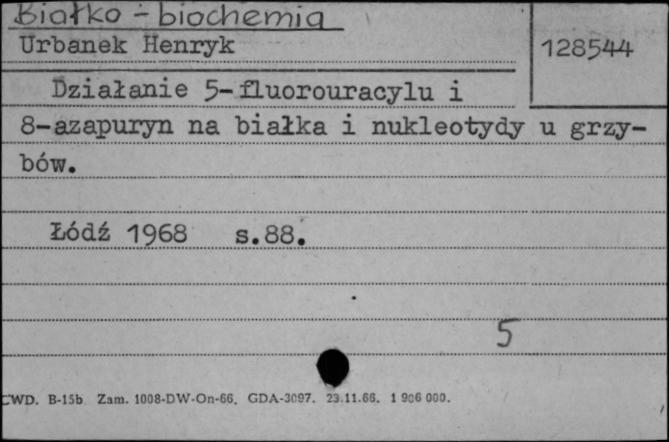 Białko - biochemia
Urbanek Henryk
128544
Działanie 5-fluorouracylu i
8-azapuryn na białka i nukleotydy u grzy-
bów.
Łódź 1968 s.88.
5
CWD. B-15b Zam. 1008-DW-On-66. GDA-3097. 23.11.66. 1 906 000.